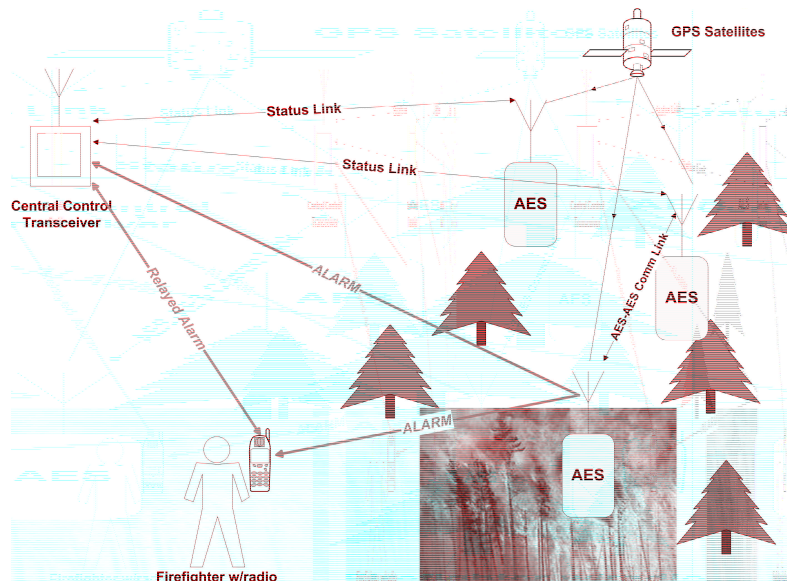 GPS Satellites
Status Link
Status Link
AES
Central Control
Transceiver
ALARM
Relayed Alarm
AES-AES Comm Link
AES
ALARM
AES
Firefighter w/radio